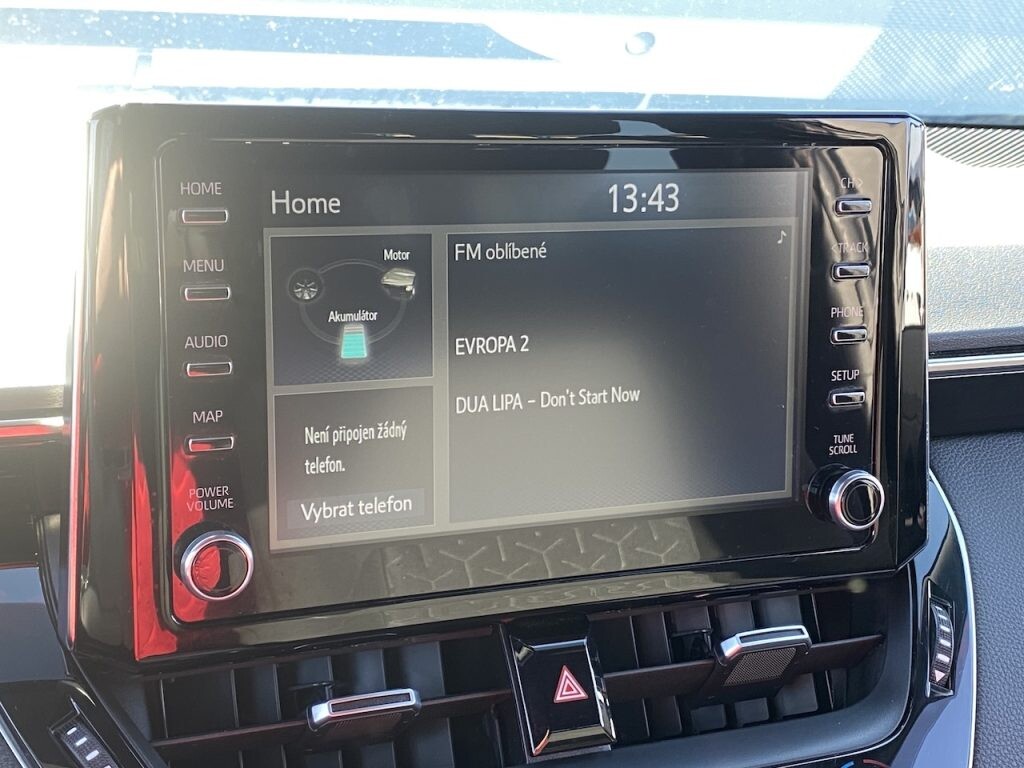 Home
13:43
HOME
MENU
AUDIO
MAP
POWER
VOLUME
Motor
Akumulátor
Není připojen žádný
telefon.
Vybrat telefon
FM oblíbené
EVROPA 2
DUA LIPA – Don't Start Now
CH>
<TRACK
PHONE
SETUP
TUNE
SCROLL